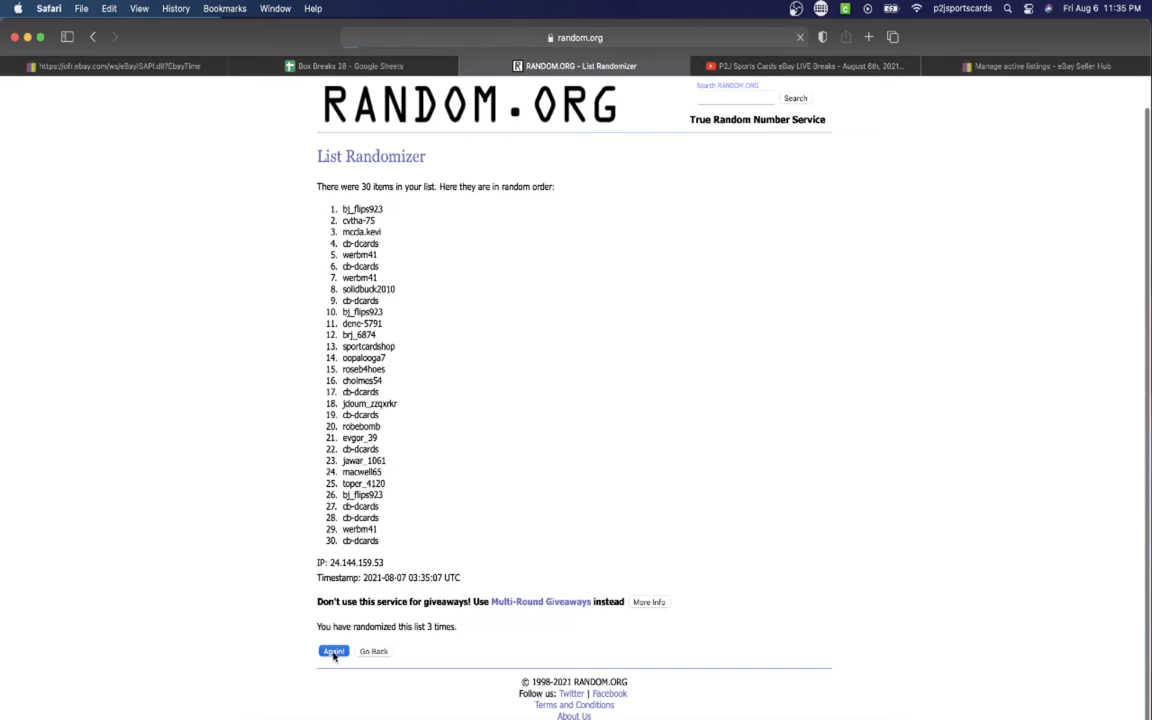 Safari File Edit View History Bookmarks Window Help p2jsportscards Fri Aug 6 11:35 PM
random.org
https://ofr.ebay.com/ws/eBayISAPI.dll?EbayTime Box Breaks 28 - Google Sheets RANDOM.ORG - List Randomizer P2J Sports Cards eBay LIVE Breaks - August 6th, 2021... Manage active listings - eBay Seller Hub
RANDOM.ORG
Search RANDOM.ORG
Search
True Random Number Service
List Randomizer
There were 30 items in your list. Here they are in random order:
1. bj_flips923
2. cvtha-75
3. mccla.kevi
4. cb-dcards
5. werbm41
6. cb-dcards
7. werbm41
8. solidbuck2010
9. cb-dcards
10. bj_flips923
11. dene-5791
12. brj_6874
13. sportcardshop
14. oopalooga7
15. roseb4hoes
16. cholmes54
17. cb-dcards
18. jdoum_zzqxrkr
19. cb-dcards
20. robebomb
21. evgor_39
22. cb-dcards
23. jawar_1061
24. macwell65
25. toper_4120
26. bj_flips923
27. cb-dcards
28. cb-dcards
29. werbm41
30. cb-dcards
IP: 24.144.159.53
Timestamp: 2021-08-07 03:35:07 UTC
Don't use this service for giveaways! Use Multi-Round Giveaways instead More Info
You have randomized this list 3 times.
Again! Go Back
© 1998-2021 RANDOM.ORG
Follow us: Twitter | Facebook
Terms and Conditions
About Us